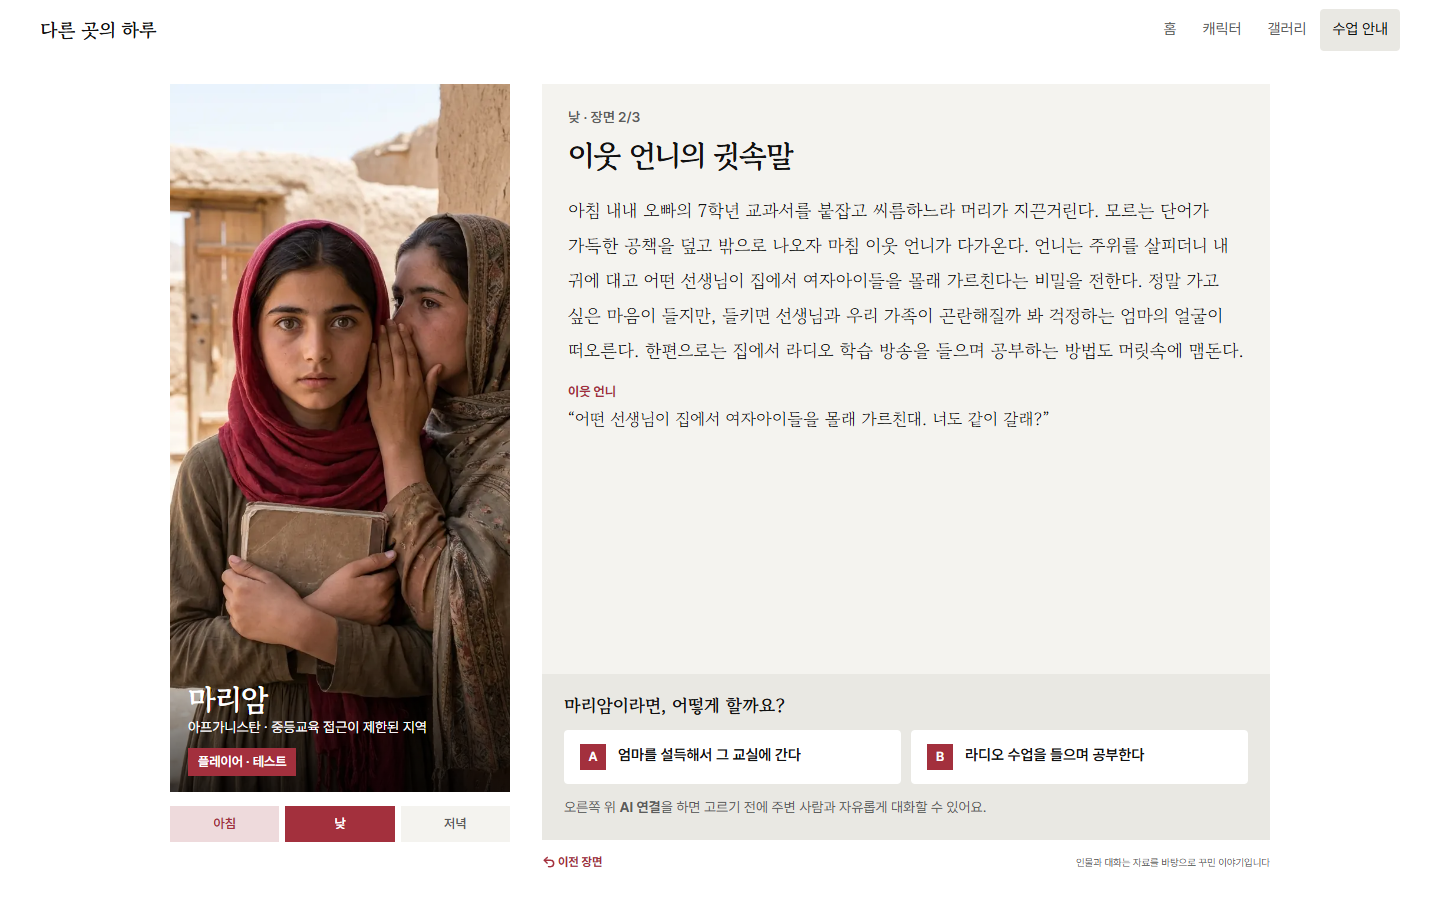 다른 곳의 하루
홈 캐릭터 갤러리 수업 안내
마리암
아프가니스탄 · 중등교육 접근이 제한된 지역
플레이어 · 테스트
아침 낮 저녁
낮 · 장면 2/3
이웃 언니의 귓속말
아침 내내 오빠의 7학년 교과서를 붙잡고 씨름하느라 머리가 지끈거린다. 모르는 단어가
가득한 공책을 덮고 밖으로 나오자 마침 이웃 언니가 다가온다. 언니는 주위를 살피더니 내
귀에 대고 어떤 선생님이 집에서 여자아이들을 몰래 가르친다는 비밀을 전한다. 정말 가고
싶은 마음이 들지만, 들키면 선생님과 우리 가족이 곤란해질까 봐 걱정하는 엄마의 얼굴이
떠오른다. 한편으로는 집에서 라디오 학습 방송을 들으며 공부하는 방법도 머릿속에 맴돈다.
이웃 언니
“어떤 선생님이 집에서 여자아이들을 몰래 가르친대. 너도 같이 갈래?”
마리암이라면, 어떻게 할까요?
A 엄마를 설득해서 그 교실에 간다
B 라디오 수업을 들으며 공부한다
오른쪽 위 AI 연결을 하면 고르기 전에 주변 사람과 자유롭게 대화할 수 있어요.
이전 장면
인물과 대화는 자료를 바탕으로 꾸민 이야기입니다